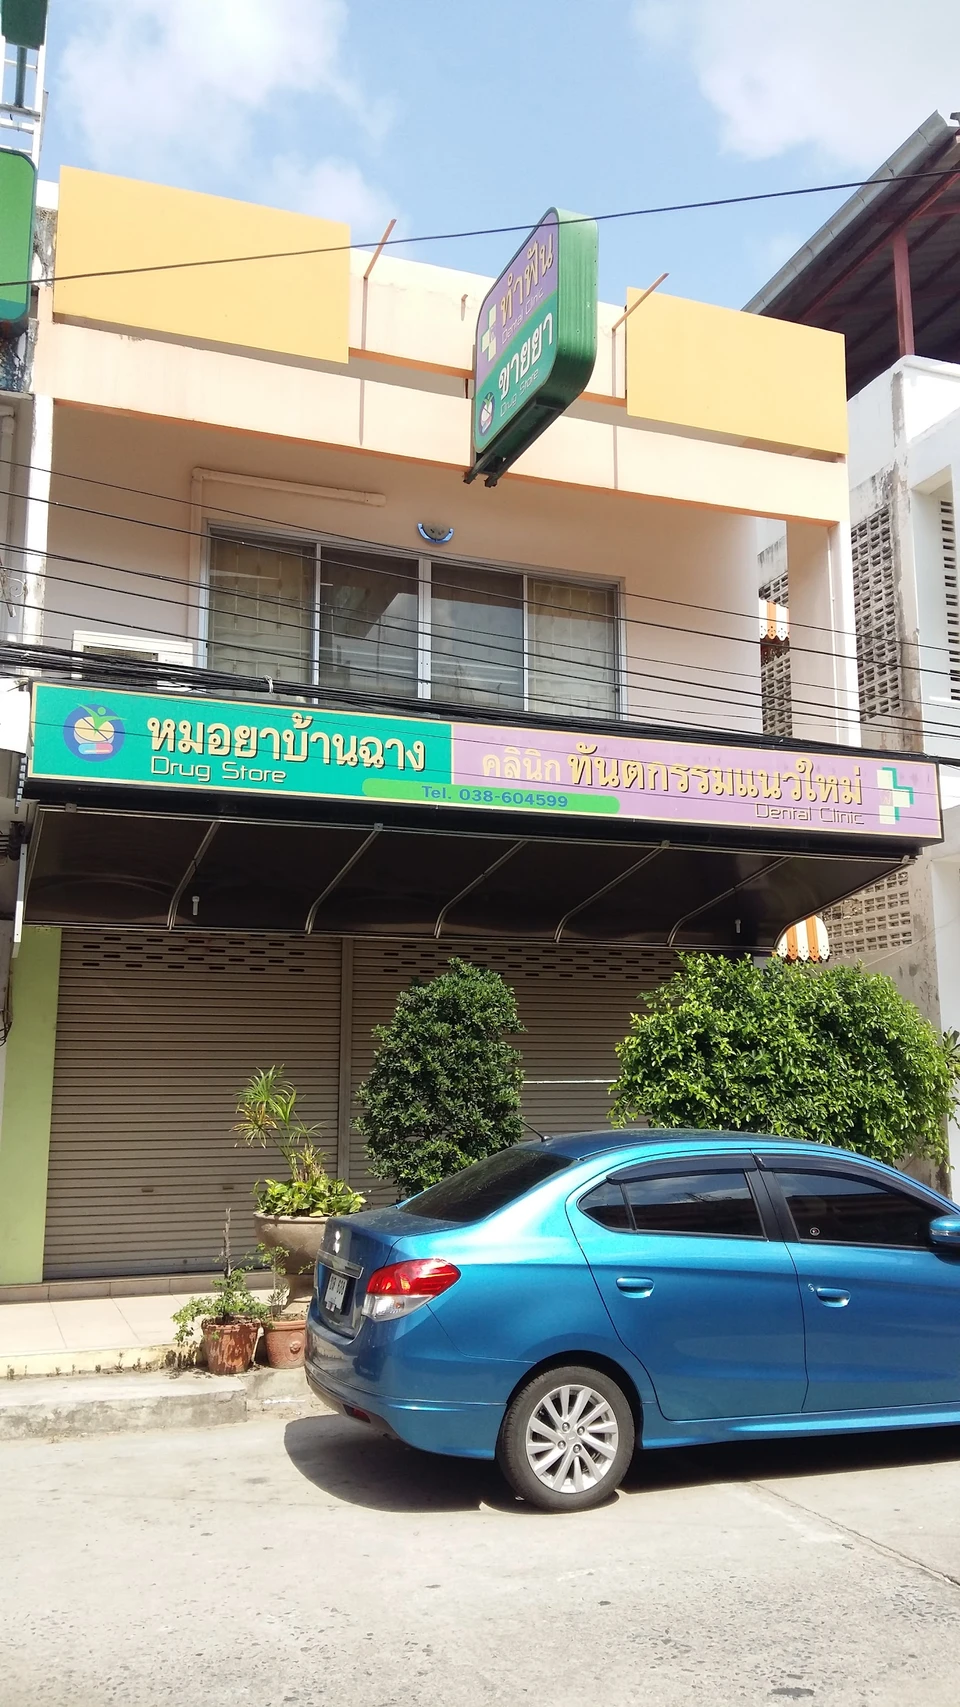 ทำฟัน
Dental Clinic
ขายยา
Drug Store
หมอยาบ้านฉาง
Drug Store
คลินิกทันตกรรมแนวใหม่
Dental Clinic
Tel. 038-604599